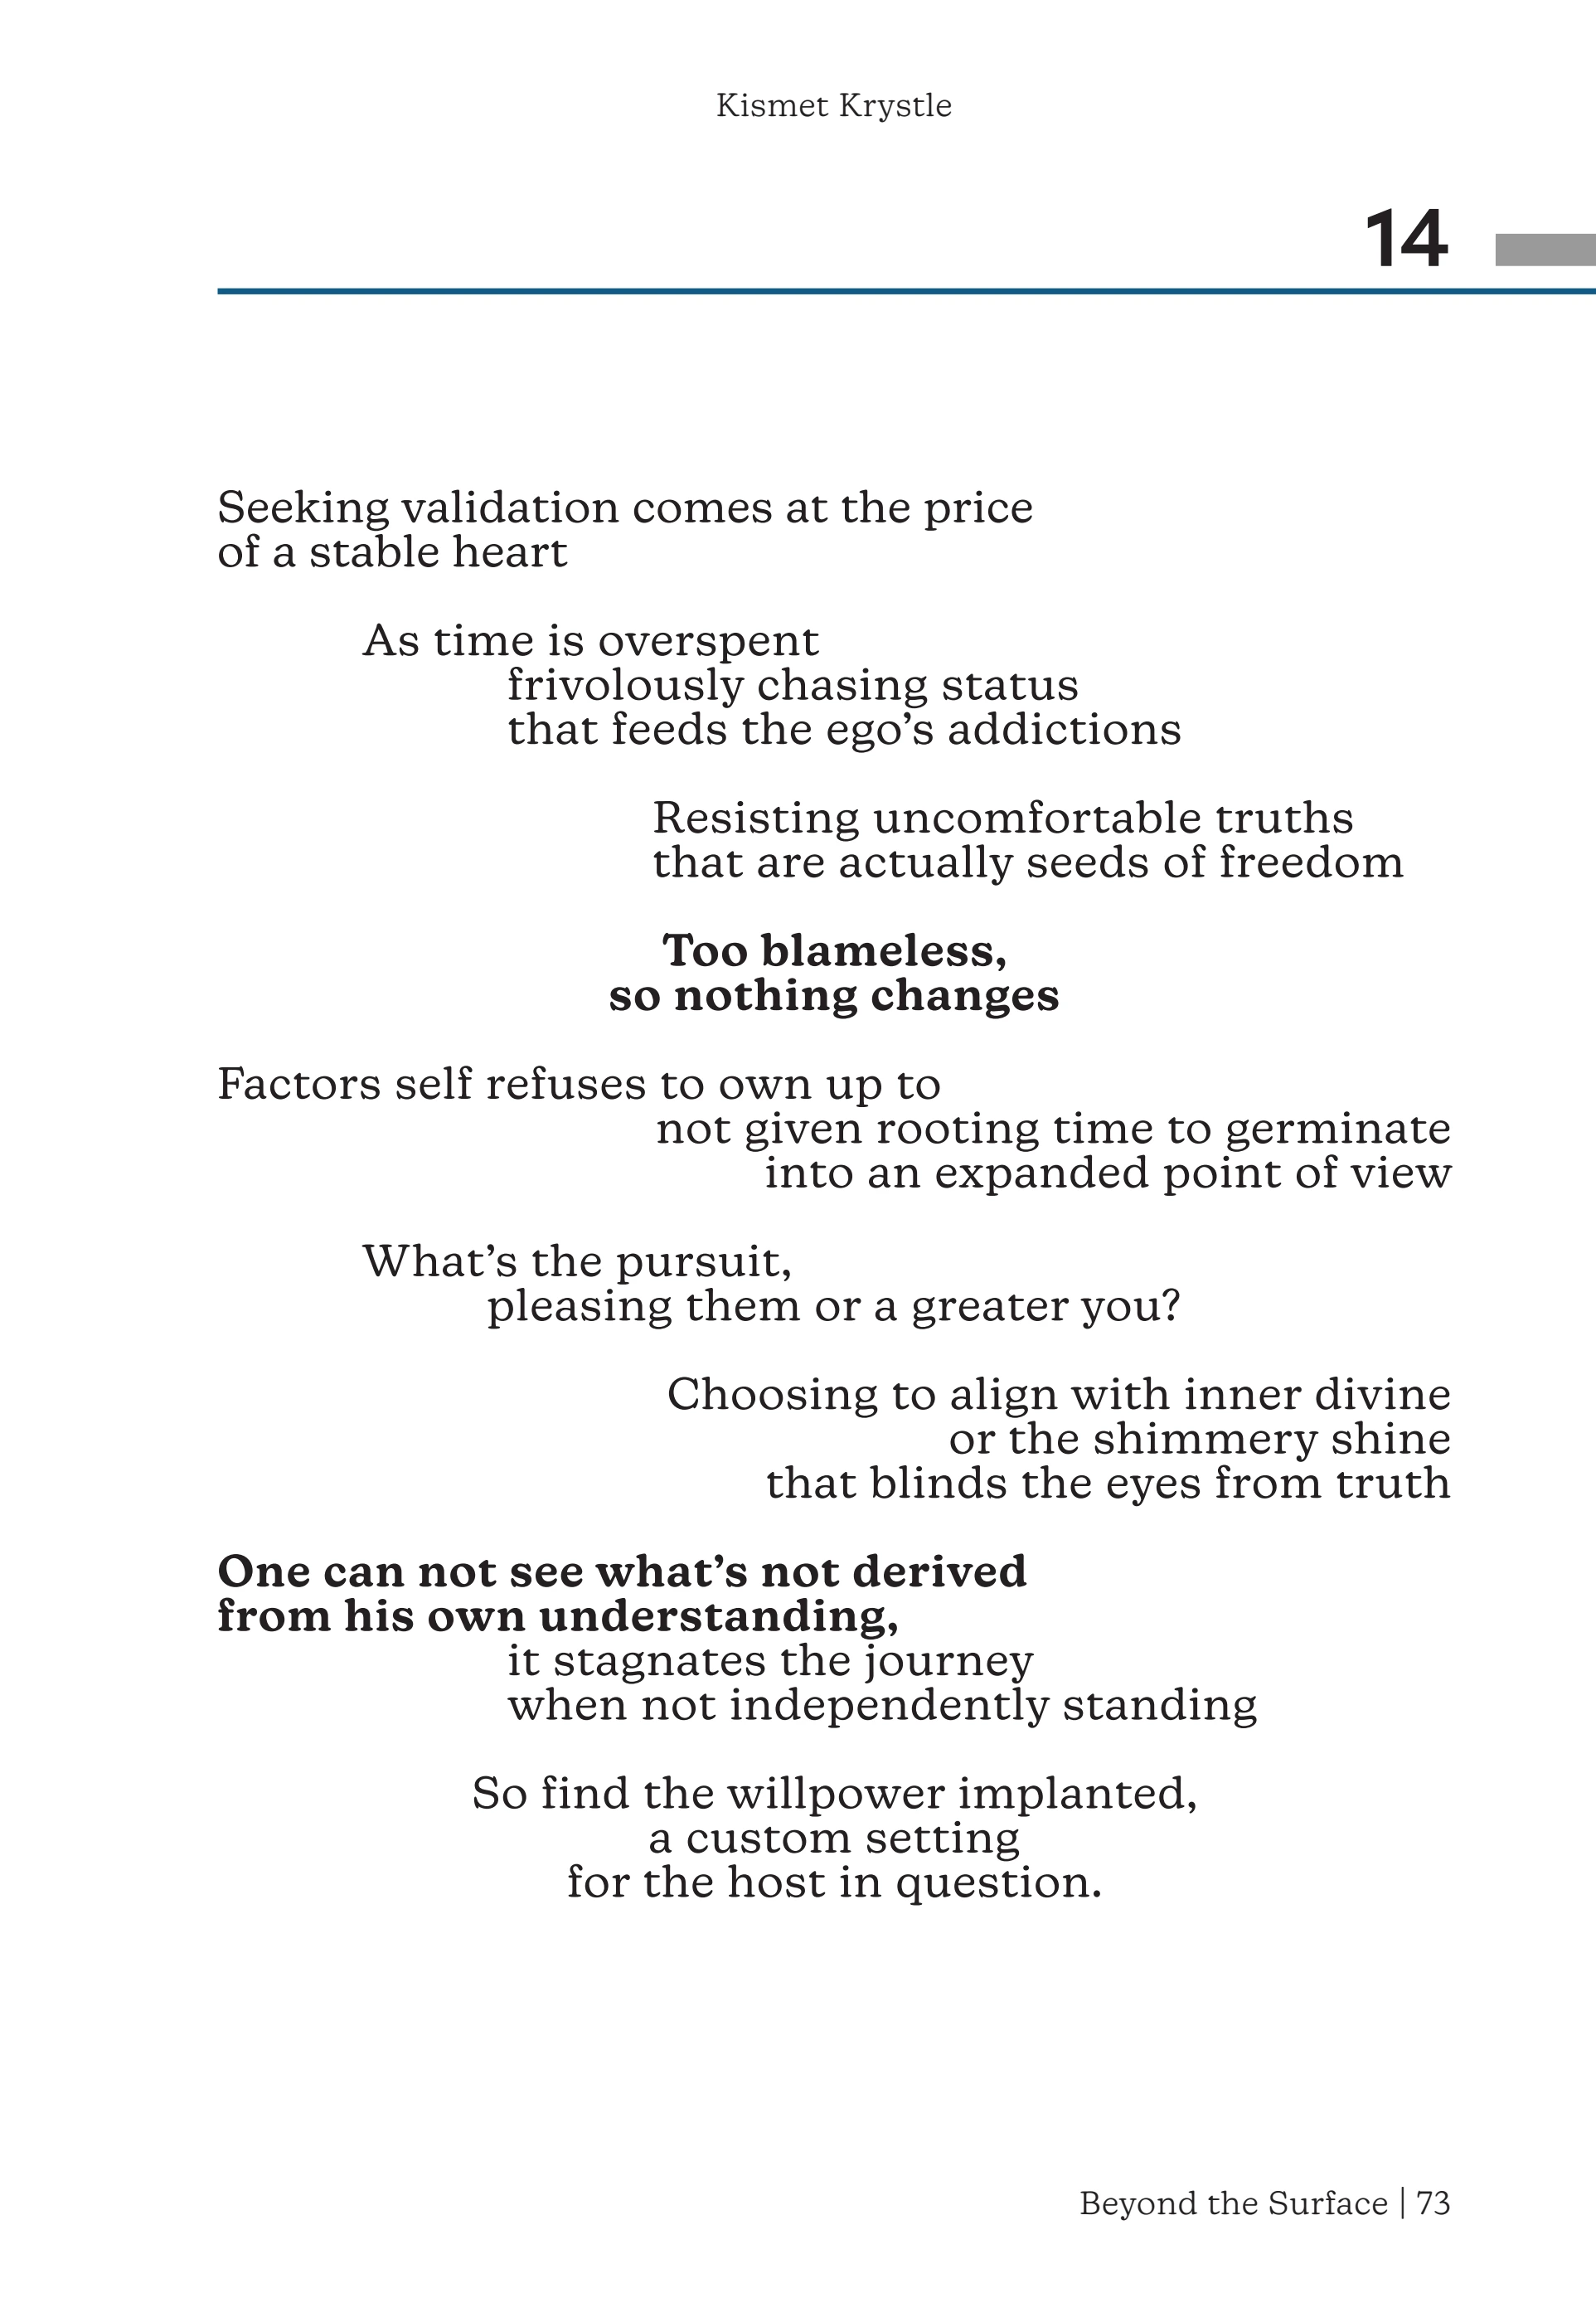 Kismet Krystle
14
Seeking validation comes at the price
of a stable heart
As time is overspent
frivolously chasing status
that feeds the ego’s addictions
Resisting uncomfortable truths
that are actually seeds of freedom
Too blameless,
so nothing changes
Factors self refuses to own up to
not given rooting time to germinate
into an expanded point of view
What’s the pursuit,
pleasing them or a greater you?
Choosing to align with inner divine
or the shimmery shine
that blinds the eyes from truth
One can not see what’s not derived
from his own understanding,
it stagnates the journey
when not independently standing
So find the willpower implanted,
a custom setting
for the host in question.
Beyond the Surface | 73